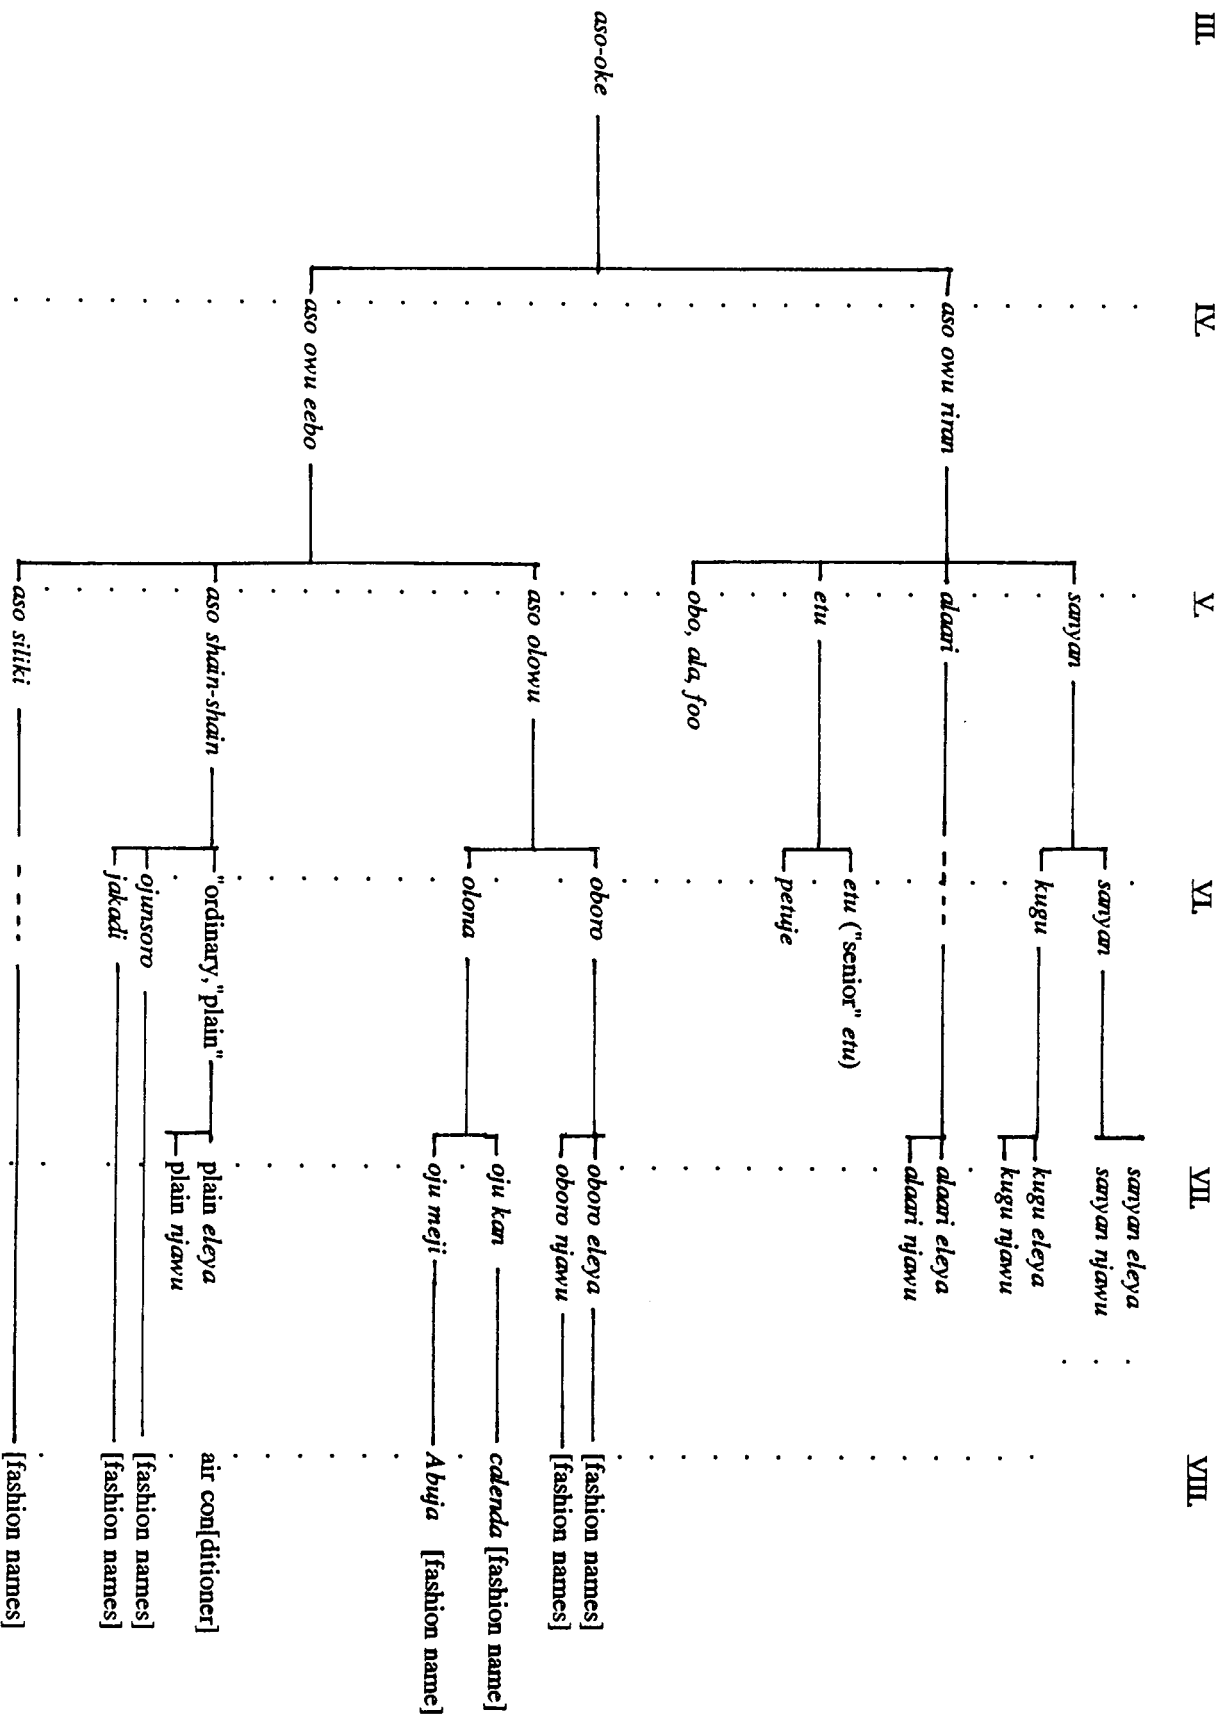 III.
IV.
V.
VI.
VII.
VIII.
aso-oke
aso owu riran
aso owu eebo
sanyan
alaari
etu
obo, ala, foo
aso olowu
aso shain-shain
aso siliki
sanyan
kugu
etu ("senior" etu)
petuje
oboro
olona
"ordinary, "plain"
ojunsoro
jakadi
sanyan eleya
sanyan njawu
kugu eleya
kugu njawu
alaari eleya
alaari njawu
oboro eleya
oboro njawu
oju kan
oju meji
plain eleya
plain njawu
[fashion names]
[fashion names]
calenda [fashion name]
Abuja [fashion name]
air con[ditioner]
[fashion names]
[fashion names]
[fashion names]